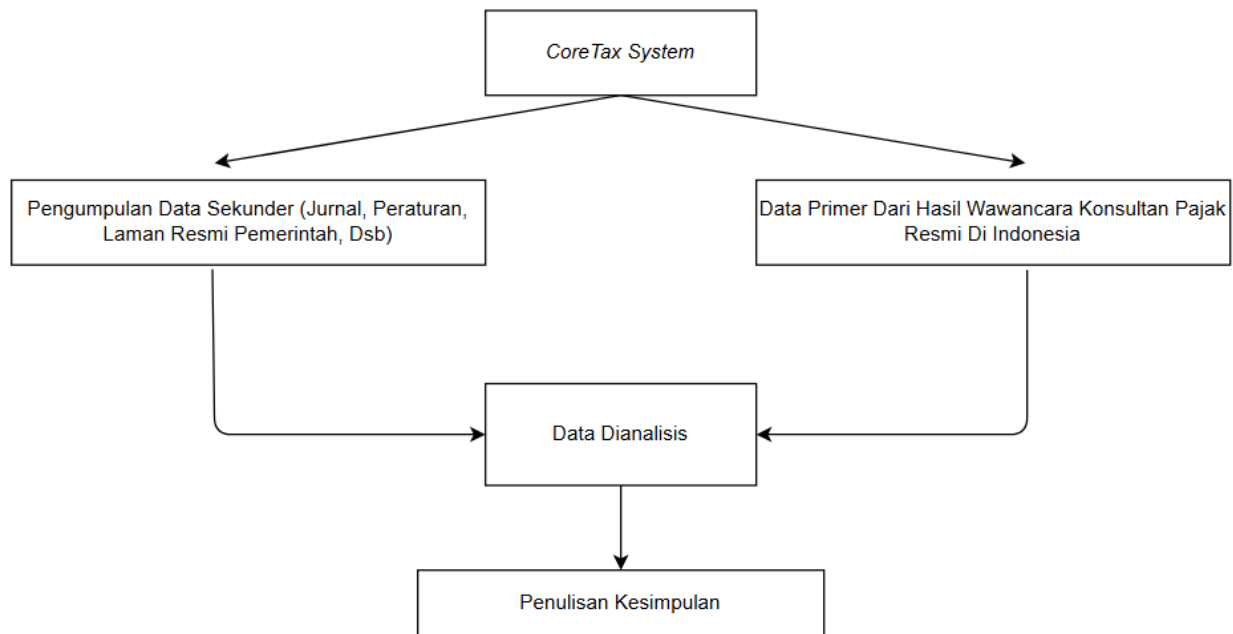 CoreTax System
Pengumpulan Data Sekunder (Jurnal, Peraturan,
Laman Resmi Pemerintah, Dsb)
Data Primer Dari Hasil Wawancara Konsultan Pajak
Resmi Di Indonesia
Data Dianalisis
Penulisan Kesimpulan